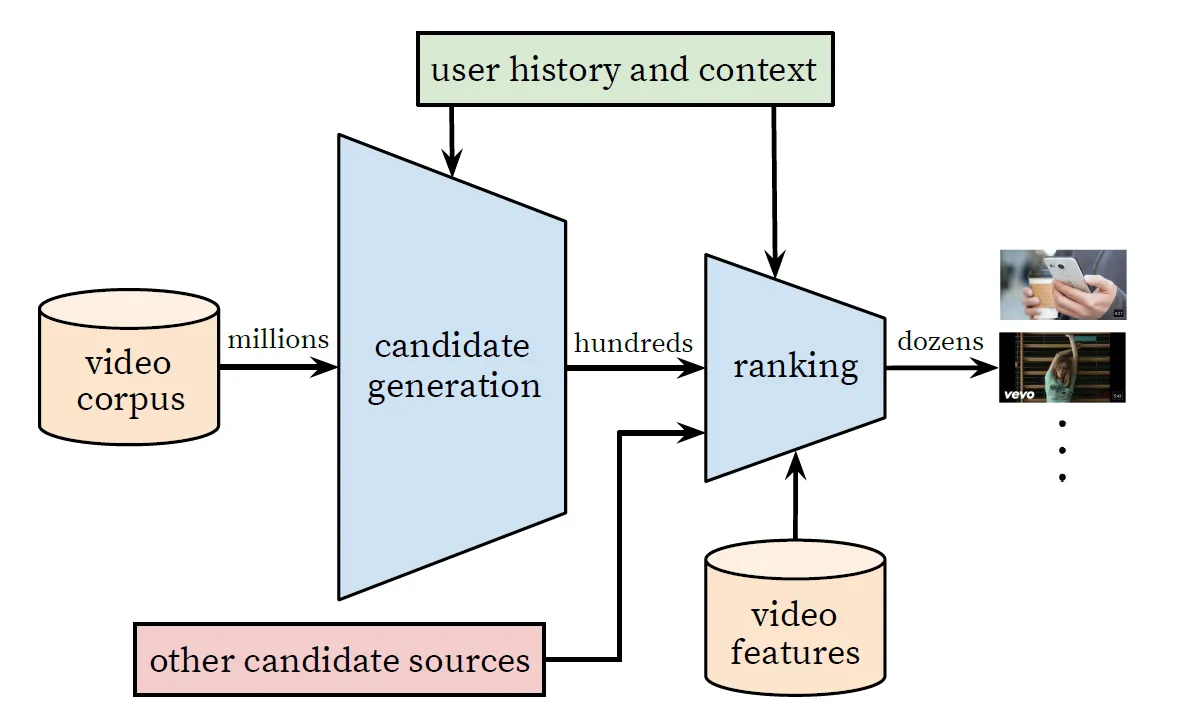 user history and context
video
corpus
millions
candidate
generation
hundreds
ranking
dozens
vevo
other candidate sources
video
features